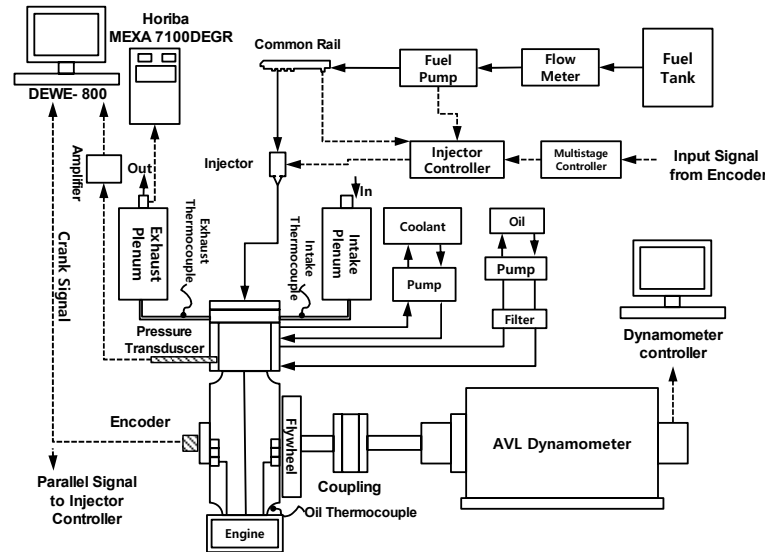 Horiba
MEXA 7100DEGR
DEWE- 800
Common Rail
Fuel
Pump
Flow
Meter
Fuel
Tank
Amplifier
Out
Injector
Injector
Controller
Multistage
Controller
Input Signal
from Encoder
In
Crank Signal
Exhaust
Plenum
Exhaust
Thermocouple
Intake
Thermocouple
Intake
Plenum
Coolant
Pump
Oil
Pump
Filter
Pressure
Transduscer
Dynamometer
controller
Encoder
Flywheel
Coupling
AVL Dynamometer
Parallel Signal
to Injector
Controller
Oil Thermocouple
Engine